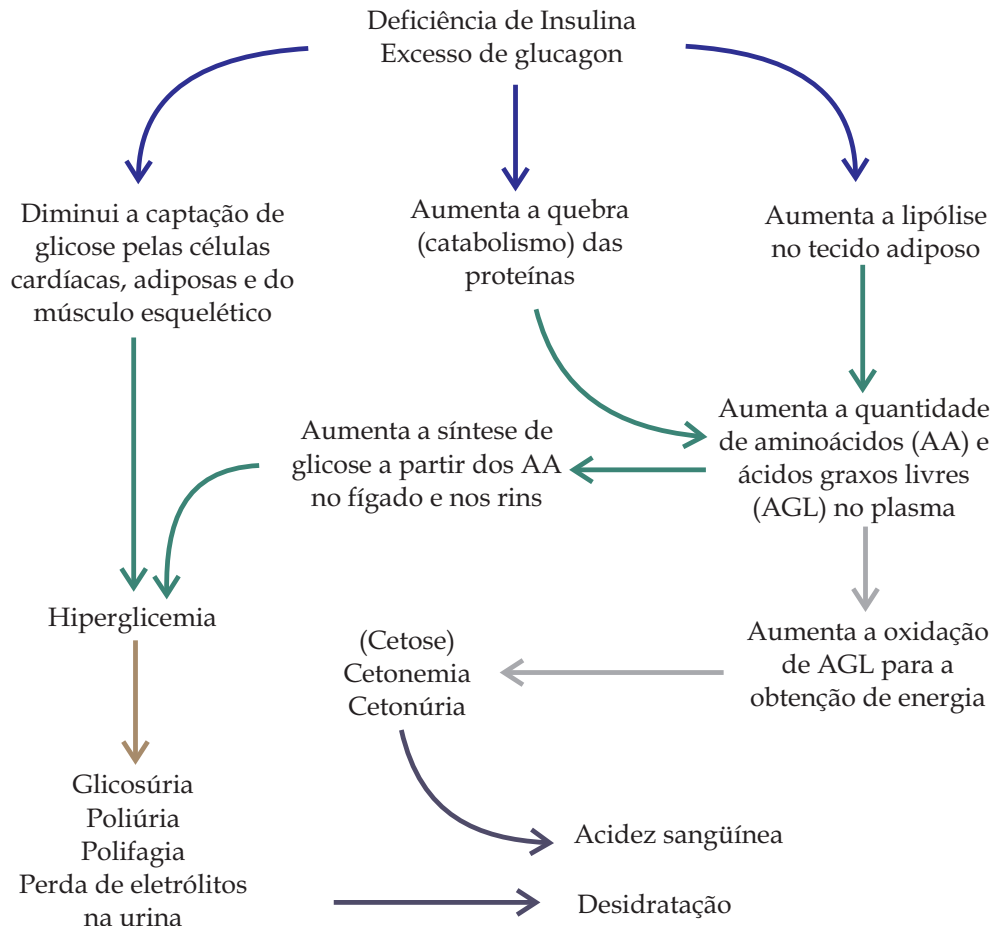 Deficiência de Insulina
Excesso de glucagon
Diminui a captação de
glicose pelas células
cardíacas, adiposas e do
músculo esquelético
Aumenta a quebra
(catabolismo) das
proteínas
Aumenta a lipólise
no tecido adiposo
Aumenta a síntese de
glicose a partir dos AA
no fígado e nos rins
Aumenta a quantidade
de aminoácidos (AA) e
ácidos graxos livres
(AGL) no plasma
Hiperglicemia
(Cetose)
Cetonemia
Cetonúria
Aumenta a oxidação
de AGL para a
obtenção de energia
Glicosúria
Poliúria
Polifagia
Perda de eletrólitos
na urina
Acidez sangüínea
Desidratação